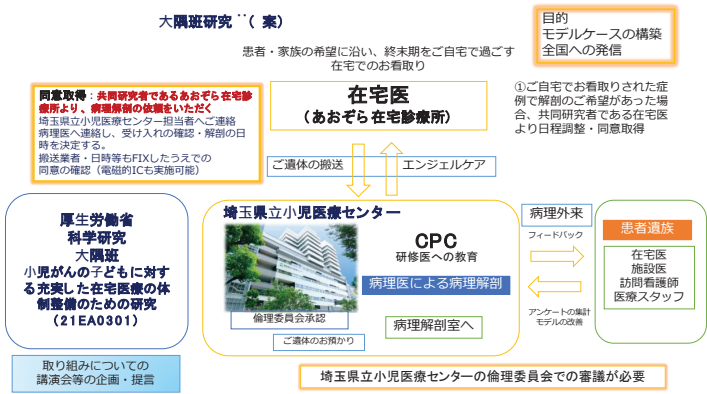 大隅班研究 ¨（ 案）
目的
モデルケースの構築
全国への発信
患者・家族の希望に沿い、終末期をご自宅で過ごす
在宅でのお看取り
同意取得：共同研究者であるあおぞら在宅診
療所より、病理解剖の依頼をいただく
埼玉県立小児医療センター担当者へご連絡
病理医へ連絡し、受け入れの確認・解剖の日
時を決定する。
搬送業者・日時等もFIXしたうえでの
同意の確認（電磁的ICも実施可能）
在宅医
（あおぞら在宅診療所）
①ご自宅でお看取りされた症
例で解剖のご希望があった場
合、共同研究者である在宅医
より日程調整・同意取得
ご遺体の搬送
エンジェルケア
厚生労働省
科学研究
大隅班
小児がんの子どもに対す
る充実した在宅医療の体
制整備のための研究
(21EA0301)
埼玉県立小児医療センター
CPC
研修医への教育
病理医による病理解剖
倫理委員会承認
ご遺体のお預かり
病理解剖室へ
病理外来
フィードバック
アンケートの集計
モデルの改善
患者遺族
在宅医
施設医
訪問看護師
医療スタッフ
取り組みについての
講演会等の企画・提言
埼玉県立小児医療センターの倫理委員会での審議が必要